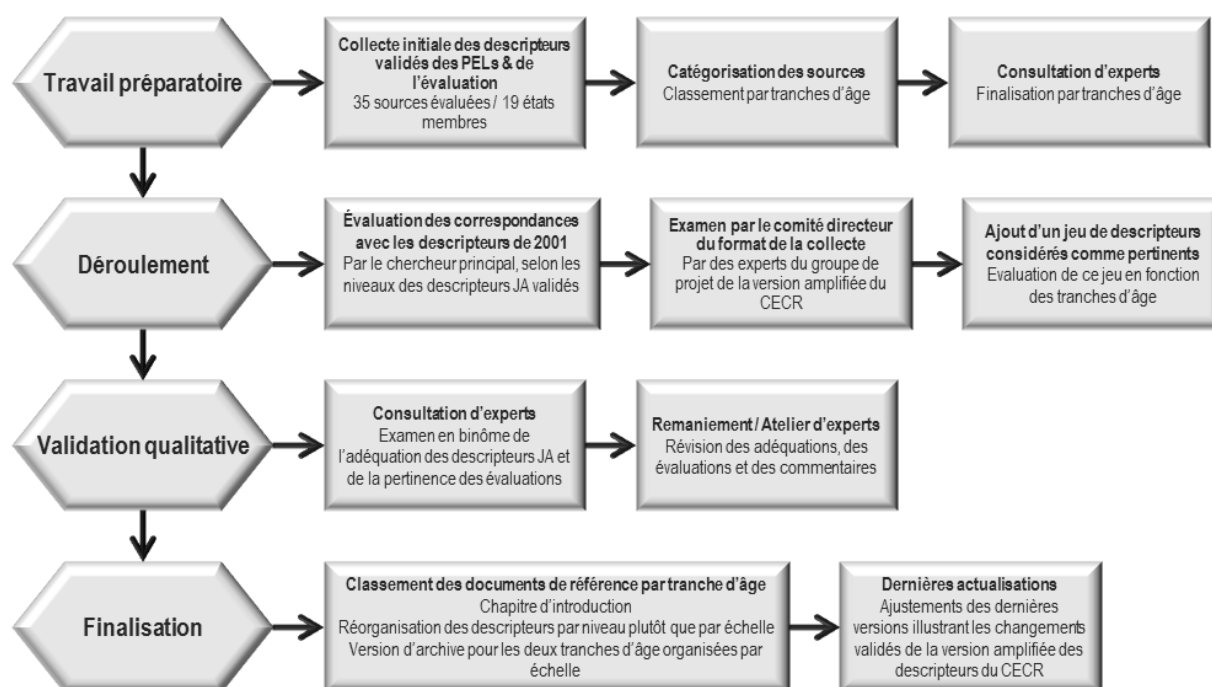 Travail préparatoire
Collecte initiale des descripteurs
validés des PELs & de
l’évaluation
35 sources évaluées / 19 états
membres
Catégorisation des sources
Classement par tranches d’âge
Consultation d’experts
Finalisation par tranches d’âge
Déroulement
Évaluation des correspondances
avec les descripteurs de 2001
Par le chercheur principal, selon les
niveaux des descripteurs JA validés
Examen par le comité directeur
du format de la collecte
Par des experts du groupe de
projet de la version amplifiée du
CECR
Ajout d’un jeu de descripteurs
considérés comme pertinents
Evaluation de ce jeu en fonction
des tranches d’âge
Validation qualitative
Consultation d’experts
Examen en binôme de
l’adéquation des descripteurs JA et
de la pertinence des évaluations
Remaniement / Atelier d’experts
Révision des adéquations, des
évaluations et des commentaires
Finalisation
Classement des documents de référence par tranche d’âge
Chapitre d’introduction
Réorganisation des descripteurs par niveau plutôt que par échelle
Version d’archive pour les deux tranches d’âge organisées par
échelle
Dernières actualisations
Ajustements des dernières
versions illustrant les changements
validés de la version amplifiée des
descripteurs du CECR